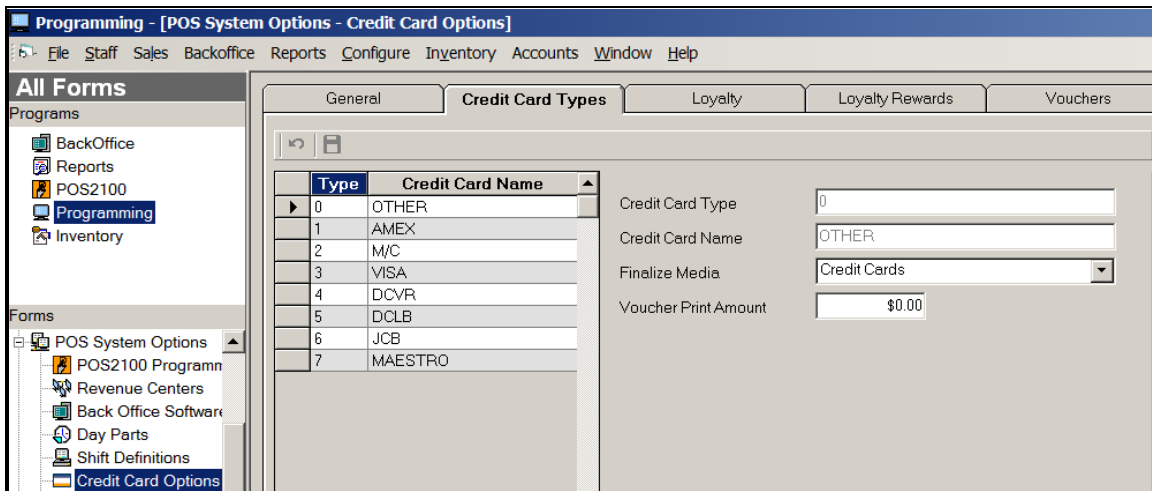 Programming - [POS System Options - Credit Card Options]
File Staff Sales Backoffice Reports Configure Inventory Accounts Window Help
All Forms
Programs
BackOffice
Reports
POS2100
Programming
Inventory
Forms
POS System Options
POS2100 Programm
Revenue Centers
Back Office Software
Day Parts
Shift Definitions
Credit Card Options
General Credit Card Types Loyalty Loyalty Rewards Vouchers
Type Credit Card Name
0 OTHER
1 AMEX
2 M/C
3 VISA
4 DCVR
5 DCLB
6 JCB
7 MAESTRO
Credit Card Type 0
Credit Card Name OTHER
Finalize Media Credit Cards
Voucher Print Amount $0.00